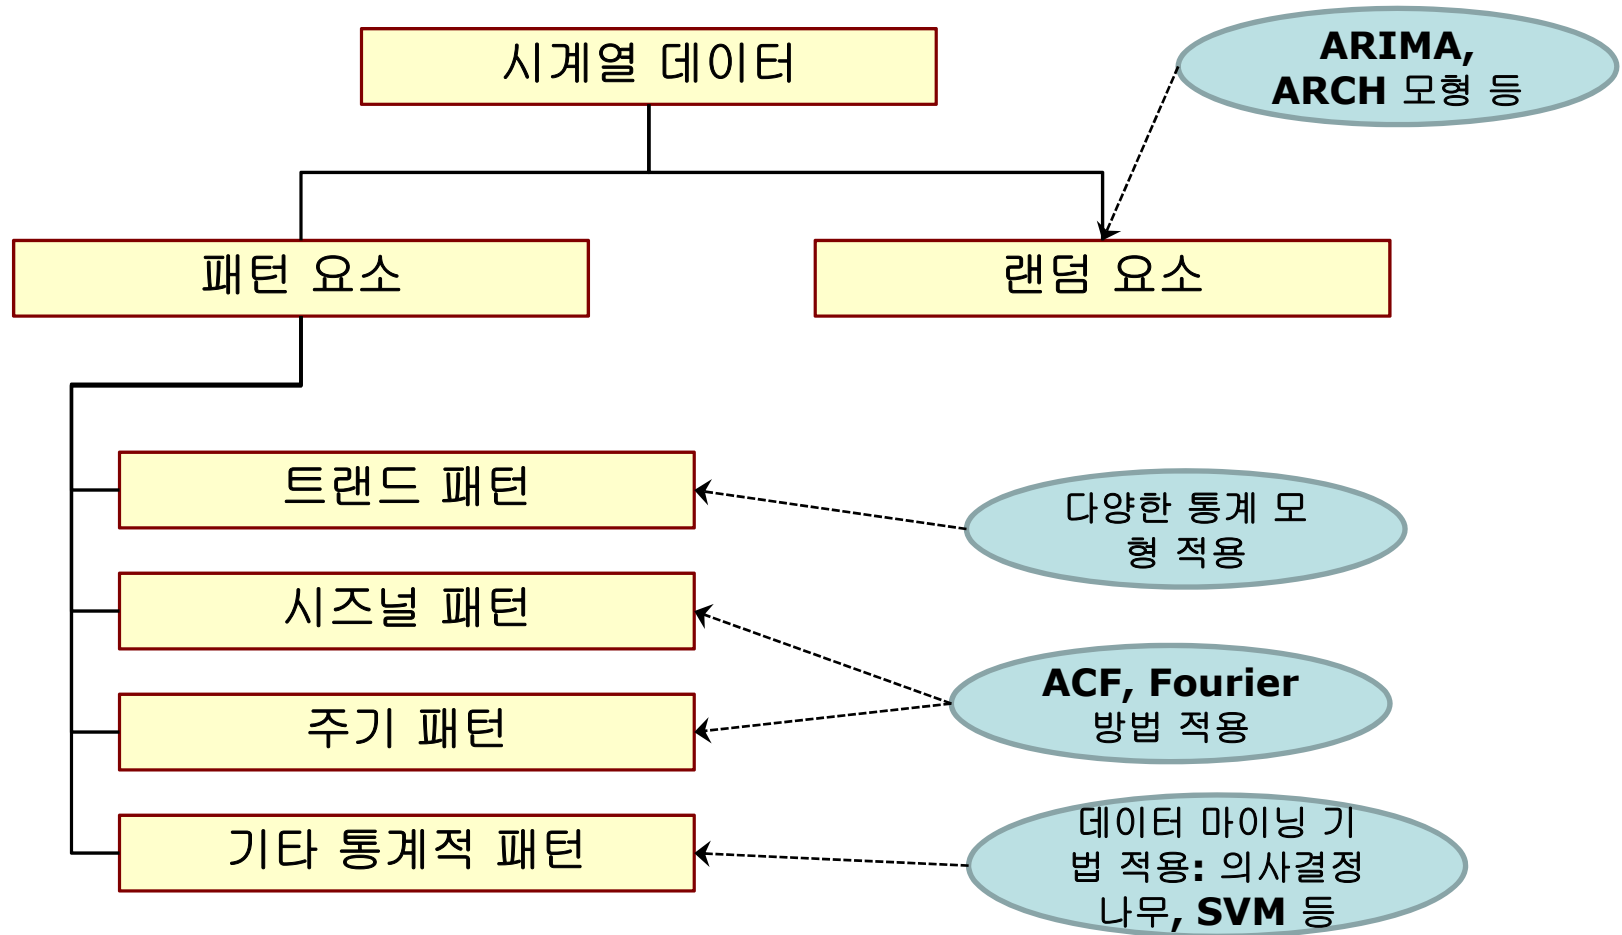 시계열 데이터
ARIMA,
ARCH 모형 등
패턴 요소
랜덤 요소
트랜드 패턴
다양한 통계 모
형 적용
시즈널 패턴
ACF, Fourier
방법 적용
주기 패턴
기타 통계적 패턴
데이터 마이닝 기
법 적용: 의사결정
나무, SVM 등